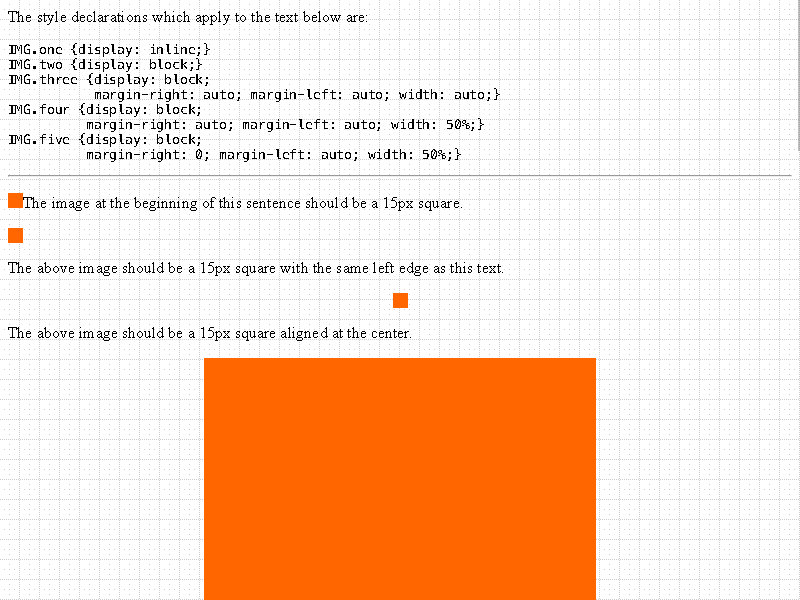 The style declarations which apply to the text below are:
IMG.one {display: inline;}
IMG.two {display: block;}
IMG.three {display: block;
margin-right: auto; margin-left: auto; width: auto;}
IMG.four {display: block;
margin-right: auto; margin-left: auto; width: 50%;}
IMG.five {display: block;
margin-right: 0; margin-left: auto; width: 50%;}
The image at the beginning of this sentence should be a 15px square.
The above image should be a 15px square with the same left edge as this text.
The above image should be a 15px square aligned at the center.